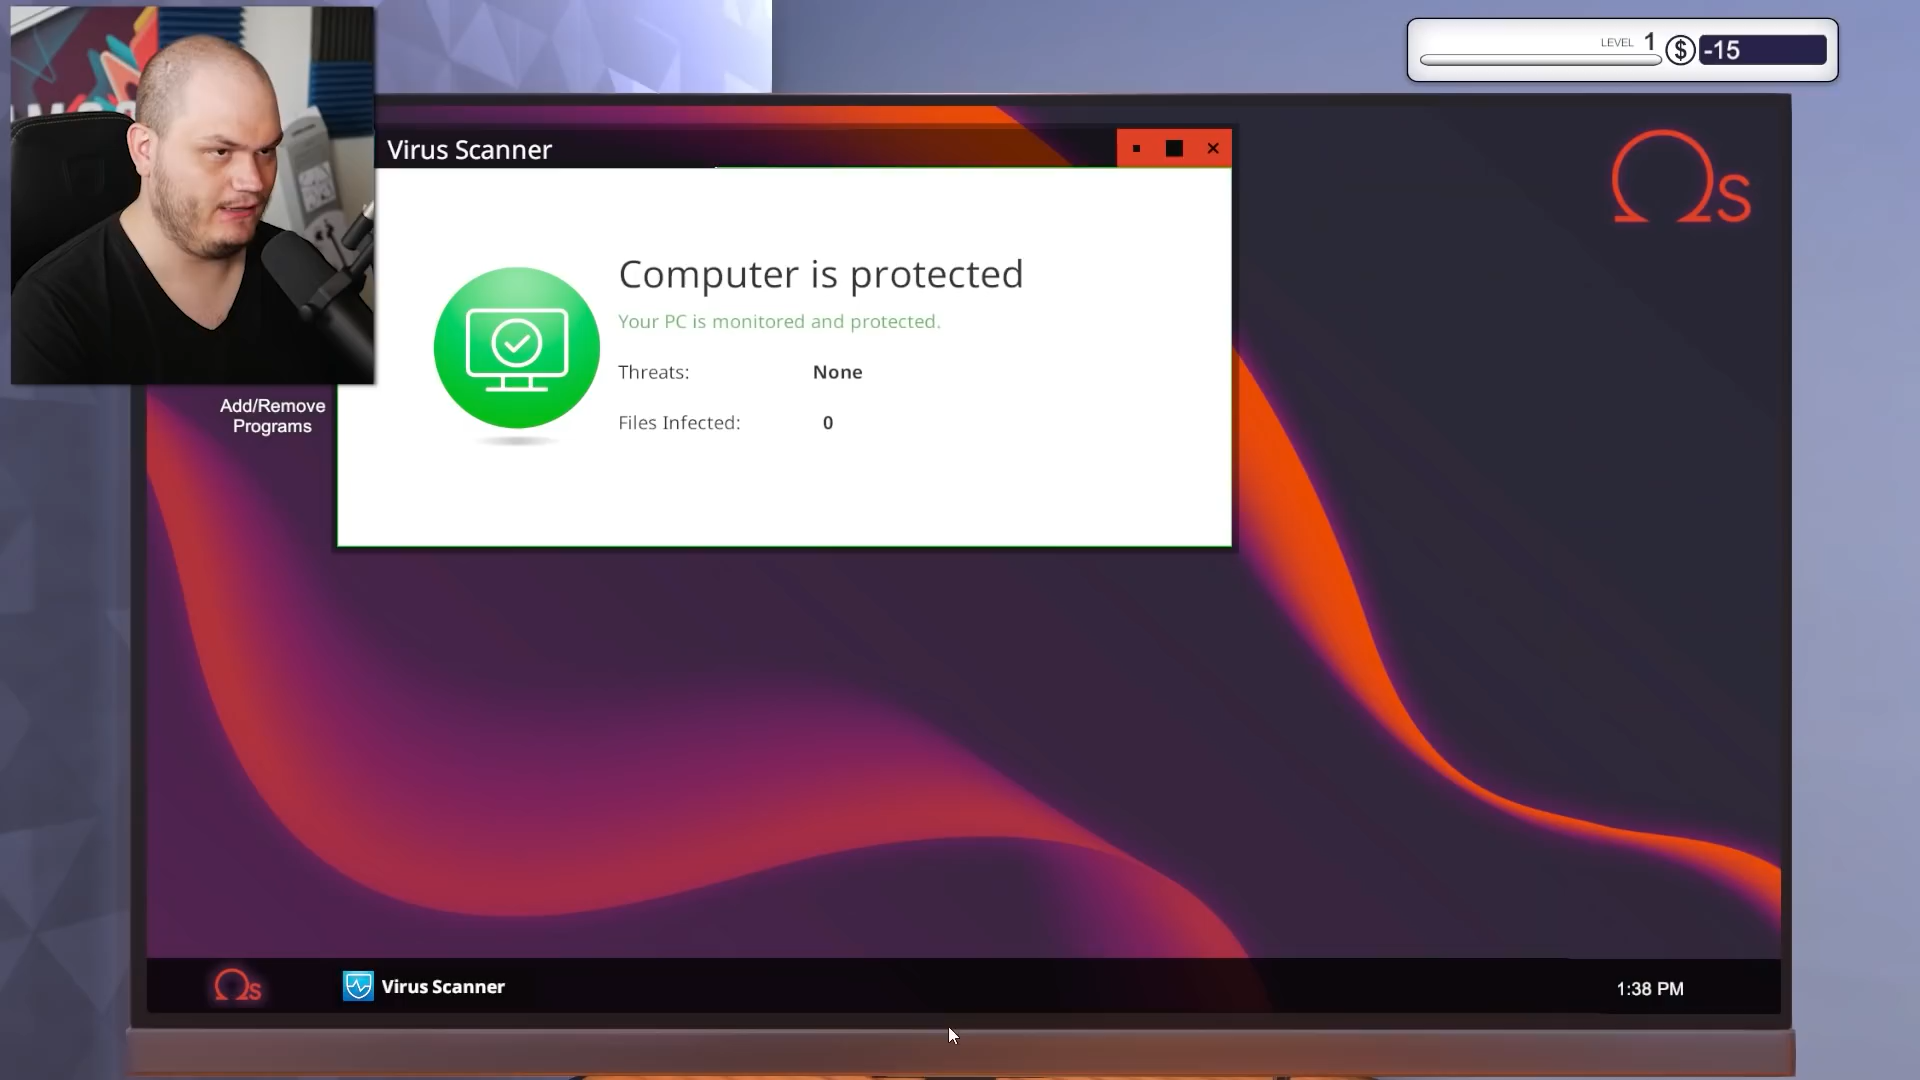 LEVEL 1
$ -15
Virus Scanner
Ωs
Computer is protected
Your PC is monitored and protected.
Threats: None
Files Infected: 0
Add/Remove
Programs
Ωs
Virus Scanner
1:38 PM